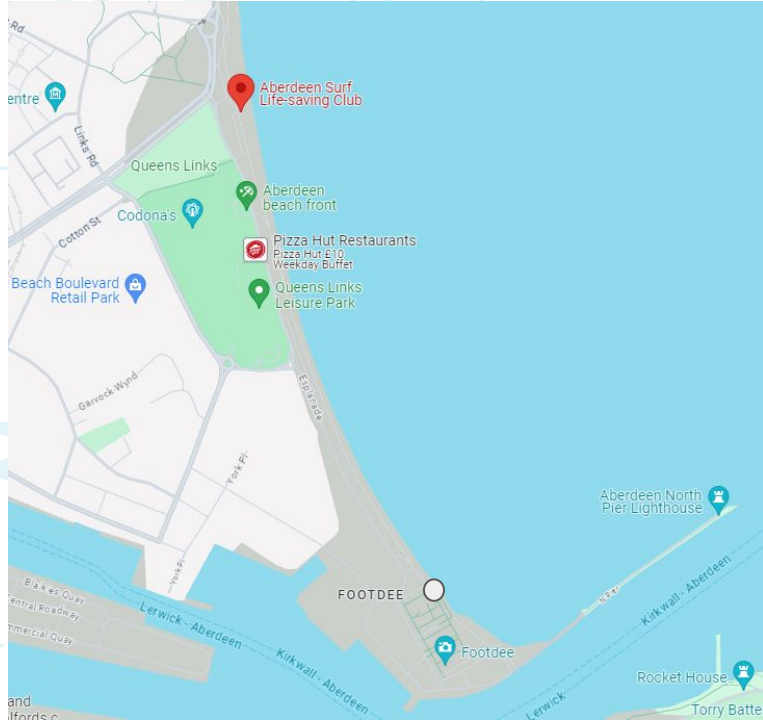 Rd
Aberdeen Surf
Life-saving Club
entre
Links Rd
Queens Links
Aberdeen
beach front
Codona's
Cotton St
Pizza Hut Restaurants
Pizza Hut £10
Weekday Buffet
Beach Boulevard
Retail Park
Queens Links
Leisure Park
Esplanade
Garvock Wynd
York Pl
Aberdeen North
Pier Lighthouse
York Pl
FOOTDEE
N Pier
Blaikies Quay
entral Roadway
mmercial Quay
Lerwick - Aberdeen
Kirkwall - Aberdeen
Kirkwall - Aberdeen
Footdee
Rocket House
Lerwick
Torry Batte
and
lfords c